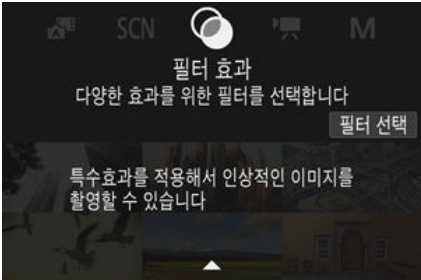 SCN M
필터 효과
다양한 효과를 위한 필터를 선택합니다
필터 선택
특수효과를 적용해서 인상적인 이미지를
촬영할 수 있습니다